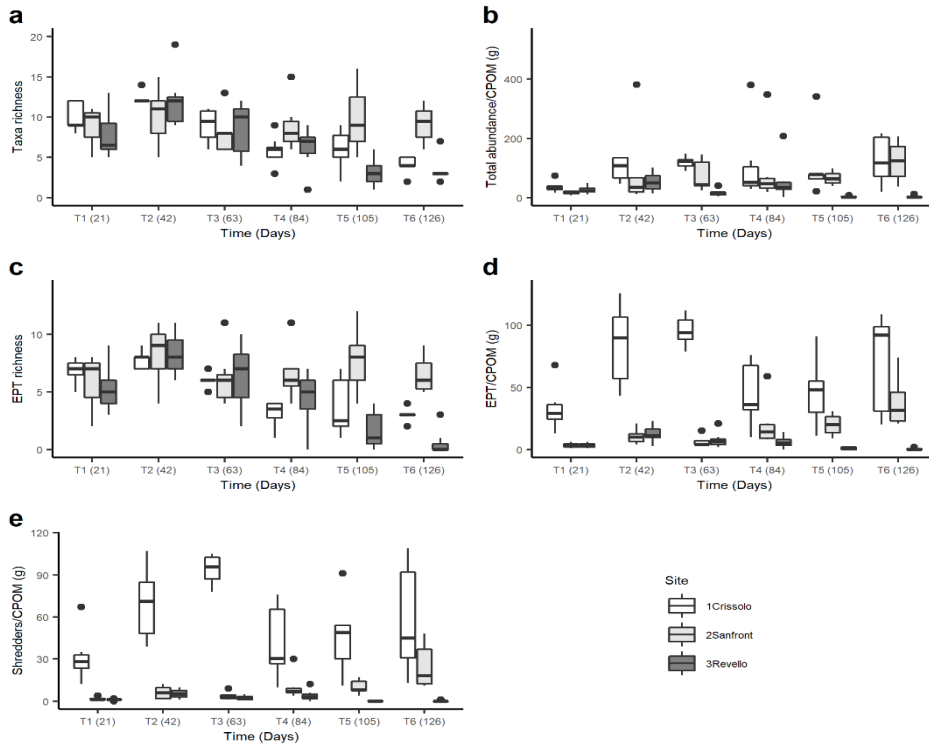 a
Taxa richness
20
15
10
5
0
T1 (21) T2 (42) T3 (63) T4 (84) T5 (105) T6 (126)
Time (Days)
b
Total abundance/CPOM (g)
400
200
0
T1 (21) T2 (42) T3 (63) T4 (84) T5 (105) T6 (126)
Time (Days)
c
EPT richness
10
5
0
T1 (21) T2 (42) T3 (63) T4 (84) T5 (105) T6 (126)
Time (Days)
d
EPT/CPOM (g)
100
50
0
T1 (21) T2 (42) T3 (63) T4 (84) T5 (105) T6 (126)
Time (Days)
e
Shredders/CPOM (g)
120
90
60
30
0
T1 (21) T2 (42) T3 (63) T4 (84) T5 (105) T6 (126)
Time (Days)
Site
1Crissolo
2Sanfront
3Revello